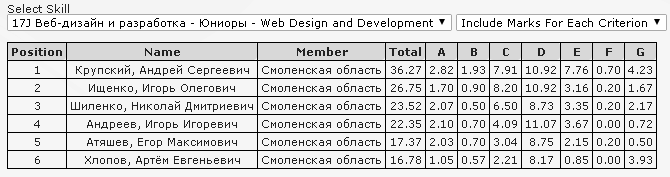 Select Skill
17J Веб-дизайн и разработка - Юниоры - Web Design and Development Include Marks For Each Criterion
Position Name Member Total A B C D E F G
1 Крупский, Андрей Сергеевич Смоленская область 36.27 2.82 1.93 7.91 10.92 7.76 0.70 4.23
2 Ищенко, Игорь Олегович Смоленская область 26.75 1.70 0.90 8.20 10.92 3.16 0.20 1.67
3 Шиленко, Николай Дмитриевич Смоленская область 23.52 2.07 0.50 6.50 8.73 3.35 0.20 2.17
4 Андреев, Игорь Игоревич Смоленская область 22.35 2.10 0.70 4.09 11.07 3.67 0.00 0.72
5 Атяшев, Егор Максимович Смоленская область 17.37 2.03 0.70 3.04 8.75 2.15 0.20 0.50
6 Хлопов, Артём Евгеньевич Смоленская область 16.78 1.05 0.57 2.21 8.17 0.85 0.00 3.93